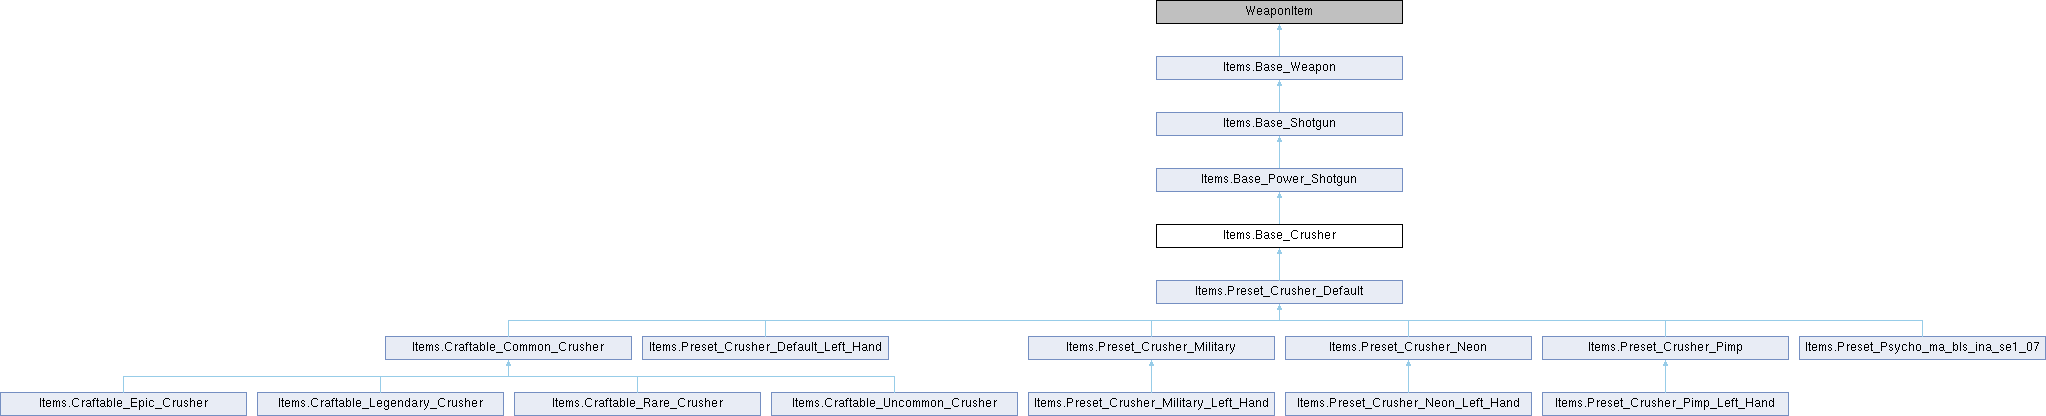 WeaponItem
Items.Base_Weapon
Items.Base_Shotgun
Items.Base_Power_Shotgun
Items.Base_Crusher
Items.Preset_Crusher_Default
Items.Craftable_Common_Crusher
Items.Preset_Crusher_Default_Left_Hand
Items.Preset_Crusher_Military
Items.Preset_Crusher_Neon
Items.Preset_Crusher_Pimp
Items.Preset_Psycho_ma_bls_ina_se1_07
Items.Craftable_Epic_Crusher
Items.Craftable_Legendary_Crusher
Items.Craftable_Rare_Crusher
Items.Craftable_Uncommon_Crusher
Items.Preset_Crusher_Military_Left_Hand
Items.Preset_Crusher_Neon_Left_Hand
Items.Preset_Crusher_Pimp_Left_Hand